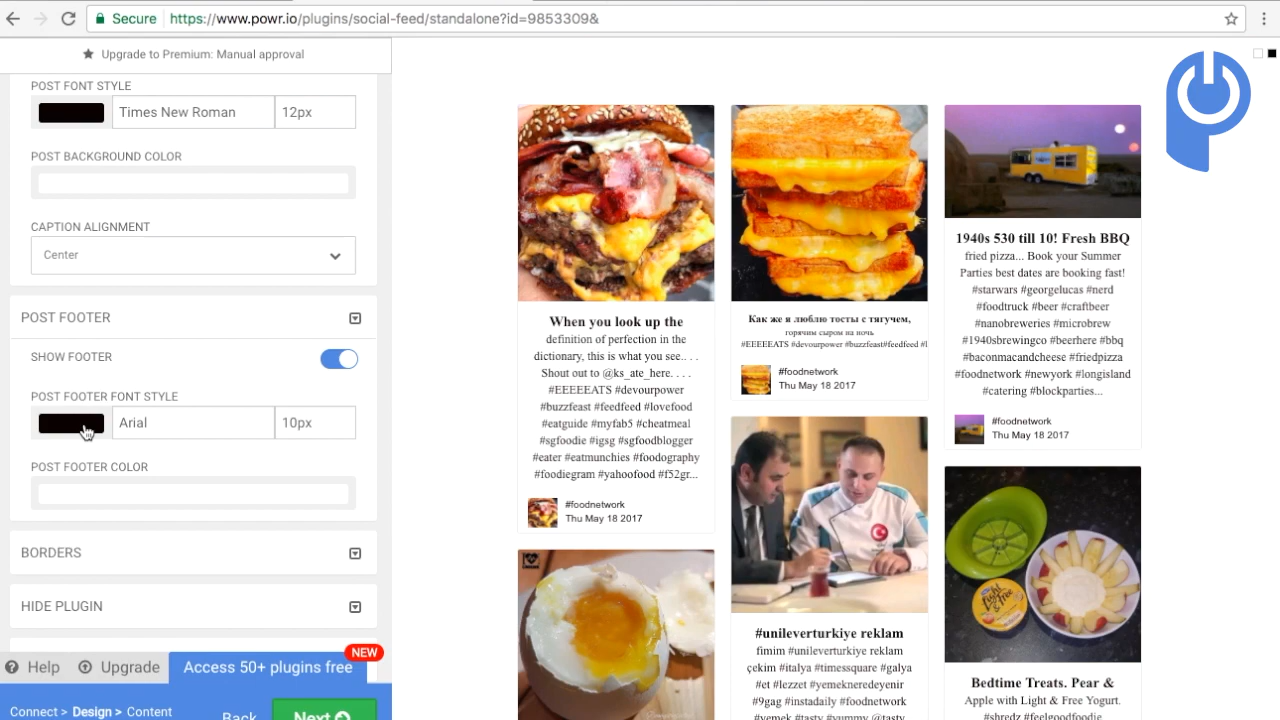 Secure https://www.powr.io/plugins/social-feed/standalone?id=9853309&
Upgrade to Premium: Manual approval
POST FONT STYLE
Times New Roman 12px
POST BACKGROUND COLOR
CAPTION ALIGNMENT
Center
POST FOOTER
SHOW FOOTER
POST FOOTER FONT STYLE
Arial 10px
POST FOOTER COLOR
BORDERS
HIDE PLUGIN
NEW
Help Upgrade Access 50+ plugins free
Connect > Design > Content Back Next
When you look up the
definition of perfection in the
dictionary, this is what you see. . . .
Shout out to @ks_ate_here. . . .
#EEEEEATS #devourpower
#buzzfeast #feedfeed #lovefood
#eatguide #myfab5 #cheatmeal
#sgfoodie #igsg #sgfoodblogger
#eater #eatmunchies #foodography
#foodiegram #yahoofood #f52gr...
#foodnetwork
Thu May 18 2017
Как же я люблю тосты с тягучем,
горячим сыром на ночь
#EEEEEATS #devourpower #buzzfeast#feedfeed #l
#foodnetwork
Thu May 18 2017
#unileverturkiye reklam
fimim #unileverturkiye reklam
çekim #italya #timessquare #galya
#et #lezzet #yemekneredeyenir
#9gag #instadaily #foodnetwork
#yemek #tasty #yummy @tasty
1940s 530 till 10! Fresh BBQ
fried pizza... Book your Summer
Parties best dates are booking fast!
#starwars #georgelucas #nerd
#foodtruck #beer #craftbeer
#nanobreweries #microbrew
#1940sbrewingco #beerhere #bbq
#baconmacandcheese #friedpizza
#foodnetwork #newyork #longisland
#catering #blockparties...
#foodnetwork
Thu May 18 2017
Light & Free
Bedtime Treats. Pear &
Apple with Light & Free Yogurt.
#shredz #feelgoodfoodie